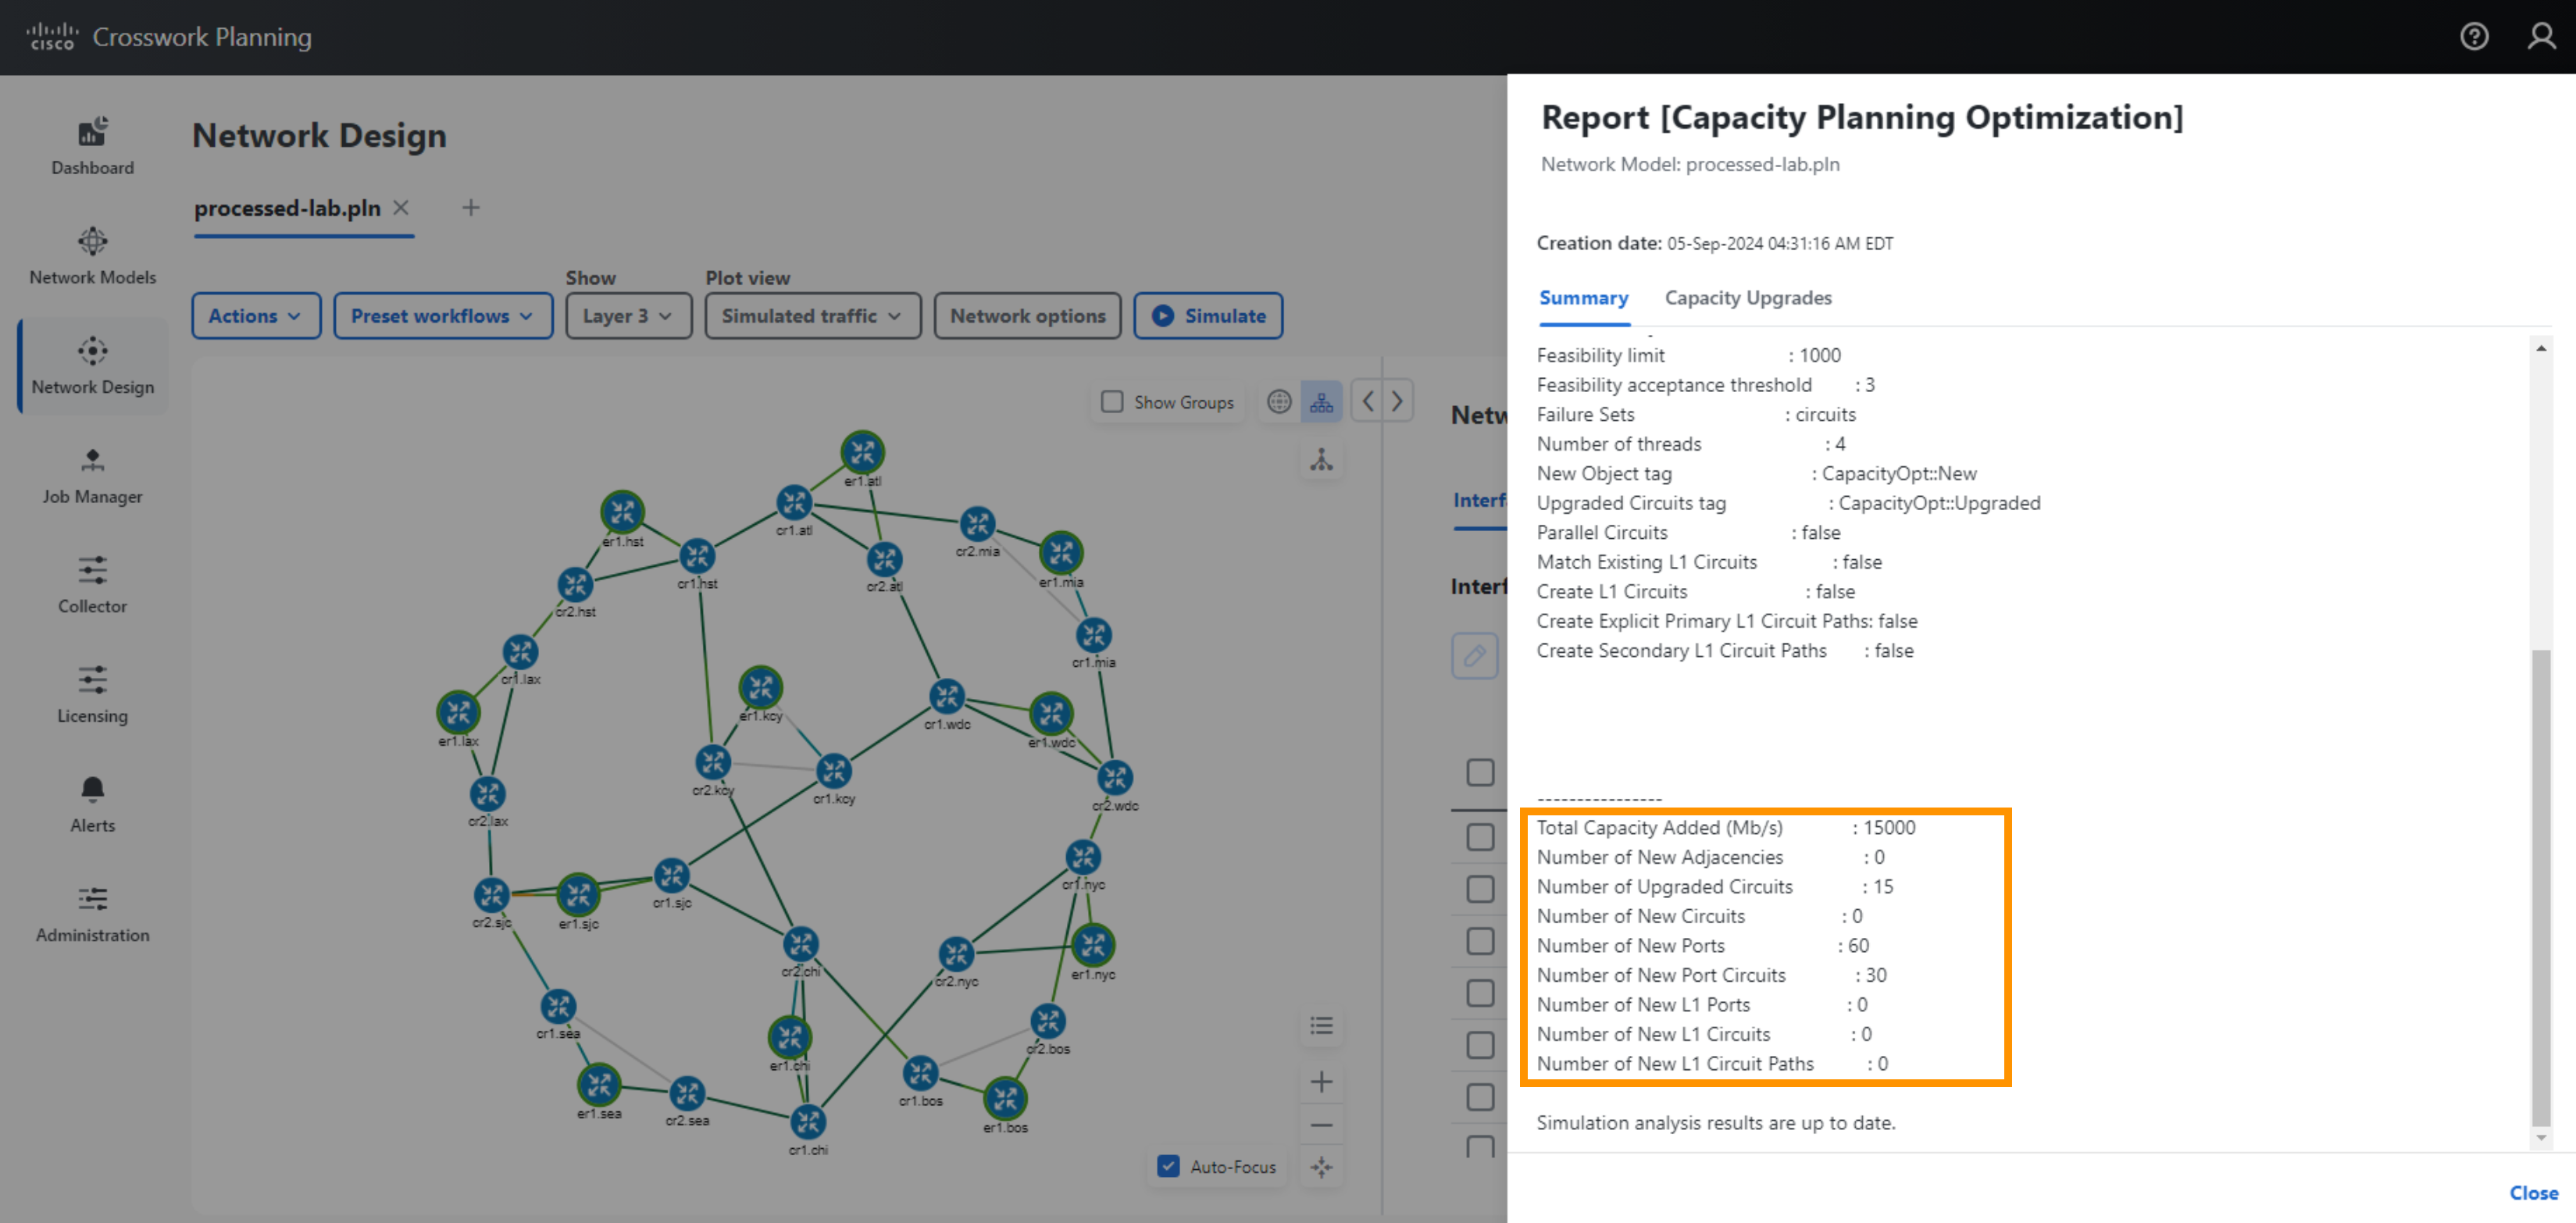 cisco Crosswork Planning
Dashboard
Network Models
Network Design
Job Manager
Collector
Licensing
Alerts
Administration
Network Design
processed-lab.pln
Show
Plot view
Actions
Preset workflows
Layer 3
Simulated traffic
Network options
Simulate
Show Groups
er1.atl
cr1.atl
er1.hst
cr2.mia
cr1.hst
er1.mia
cr2.atl
cr2.hst
cr1.mia
cr1.lax
er1.kcy
cr1.wdc
er1.lax
er1.wdc
cr2.kcy
cr1.kcy
cr2.wdc
cr2.lax
cr1.nyc
cr1.sjc
cr2.sjc
er1.sjc
cr2.chi
cr2.nyc
er1.nyc
cr1.sea
cr2.bos
er1.chi
cr1.bos
er1.sea
cr2.sea
er1.bos
cr1.chi
Auto-Focus
Netw
Interf
Interf
Report [Capacity Planning Optimization]
Network Model: processed-lab.pln
Creation date: 05-Sep-2024 04:31:16 AM EDT
Summary
Capacity Upgrades
Feasibility limit : 1000
Feasibility acceptance threshold : 3
Failure Sets : circuits
Number of threads : 4
New Object tag : CapacityOpt::New
Upgraded Circuits tag : CapacityOpt::Upgraded
Parallel Circuits : false
Match Existing L1 Circuits : false
Create L1 Circuits : false
Create Explicit Primary L1 Circuit Paths: false
Create Secondary L1 Circuit Paths : false
----------------
Total Capacity Added (Mb/s) : 15000
Number of New Adjacencies : 0
Number of Upgraded Circuits : 15
Number of New Circuits : 0
Number of New Ports : 60
Number of New Port Circuits : 30
Number of New L1 Ports : 0
Number of New L1 Circuits : 0
Number of New L1 Circuit Paths : 0
Simulation analysis results are up to date.
Close